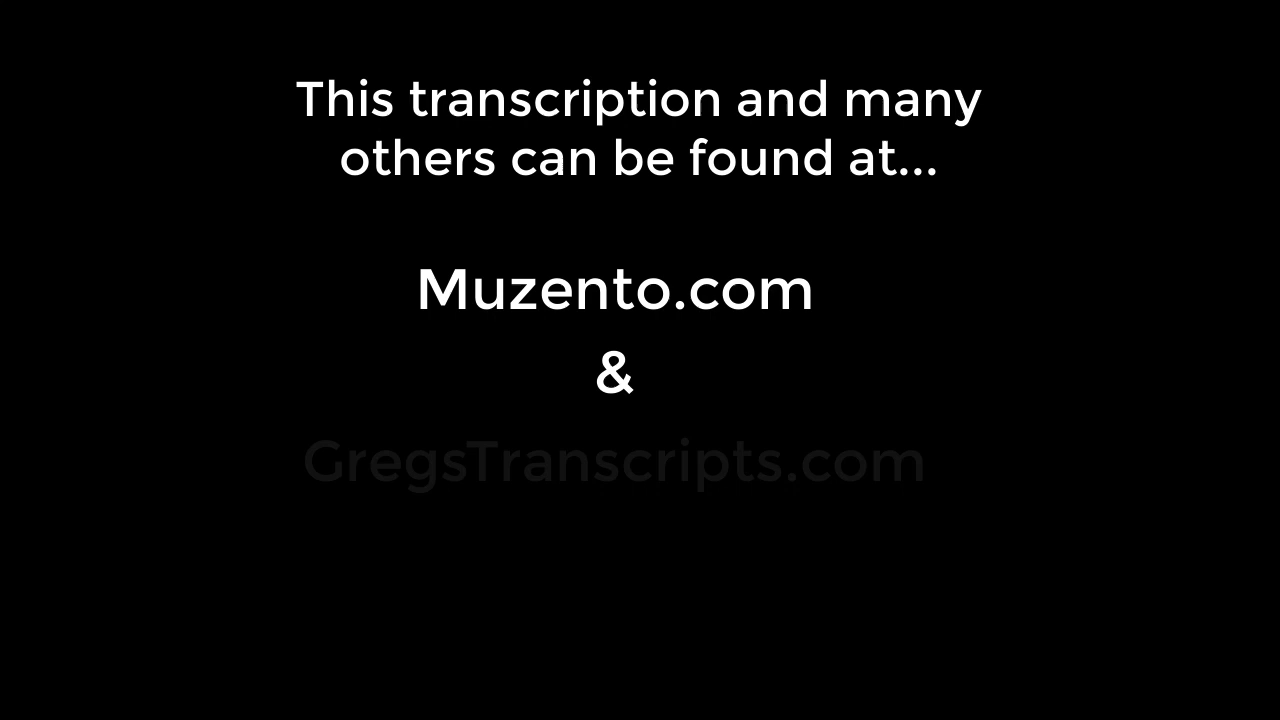 This transcription and many
others can be found at...
Muzento.com
&
GregsTranscripts.com